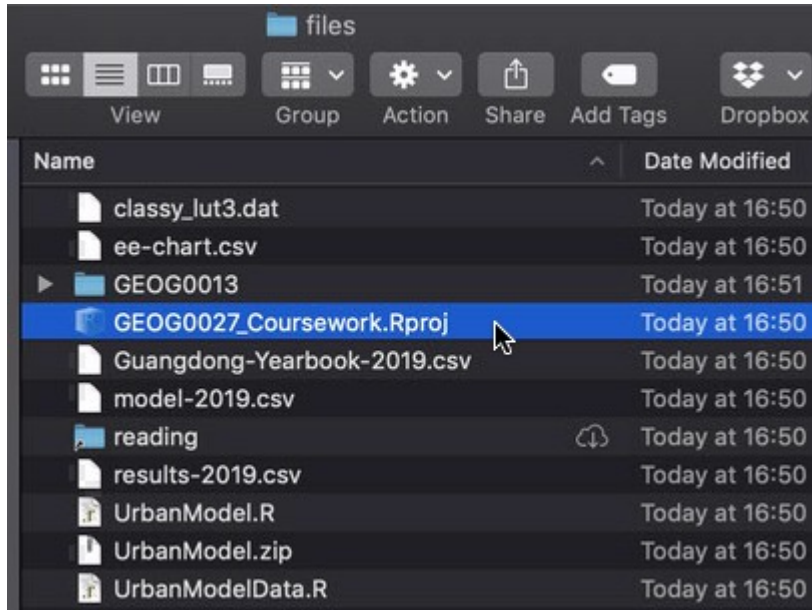 files
View Group Action Share Add Tags Dropbox
Name Date Modified
classy_lut3.dat Today at 16:50
ee-chart.csv Today at 16:50
GEOG0013 Today at 16:51
GEOG0027_Coursework.Rproj Today at 16:50
Guangdong-Yearbook-2019.csv Today at 16:50
model-2019.csv Today at 16:50
reading Today at 16:50
results-2019.csv Today at 16:50
UrbanModel.R Today at 16:50
UrbanModel.zip Today at 16:50
UrbanModelData.R Today at 16:50